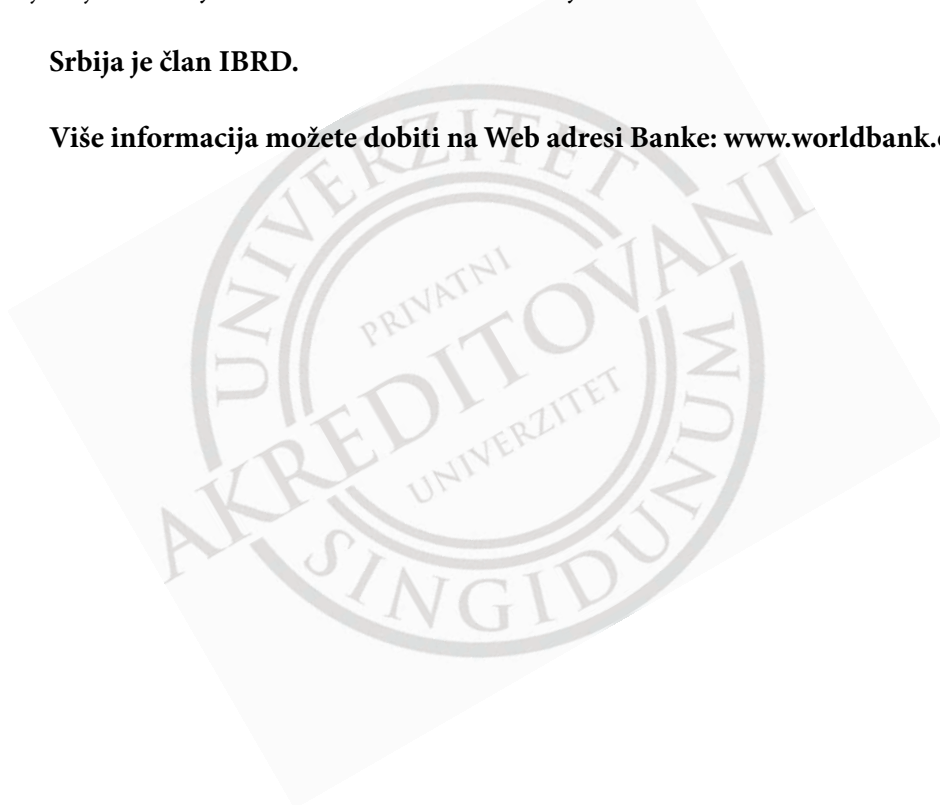 Srbija je član IBRD.
Više informacija možete dobiti na Web adresi Banke: www.worldbank.
UNIVERZITET
PRIVATNI
AKREDITOVANI
UNIVERZITET
SINGIDUNUM